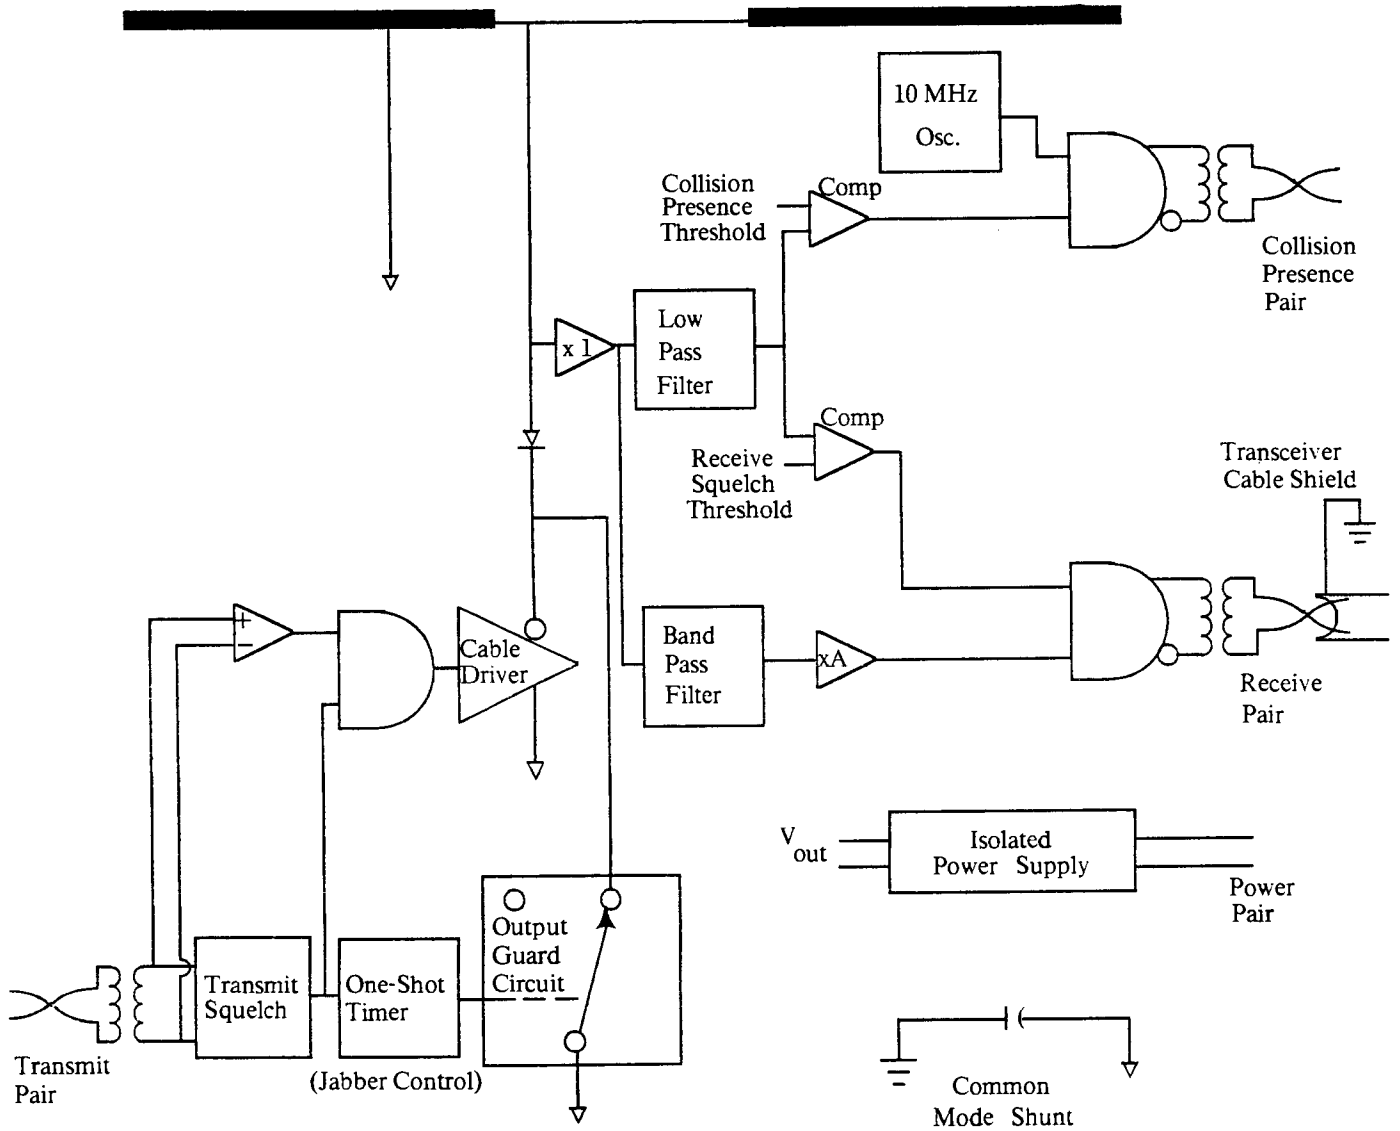 10 MHz
Osc.
Collision
Presence
Threshold
Comp
Collision
Presence
Pair
x 1
Low
Pass
Filter
Comp
Receive
Squelch
Threshold
Transceiver
Cable Shield
+
−
Cable
Driver
Band
Pass
Filter
xA
Receive
Pair
V out
Isolated
Power Supply
Power
Pair
Output
Guard
Circuit
Transmit
Squelch
One-Shot
Timer
(Jabber Control)
Transmit
Pair
Common
Mode Shunt